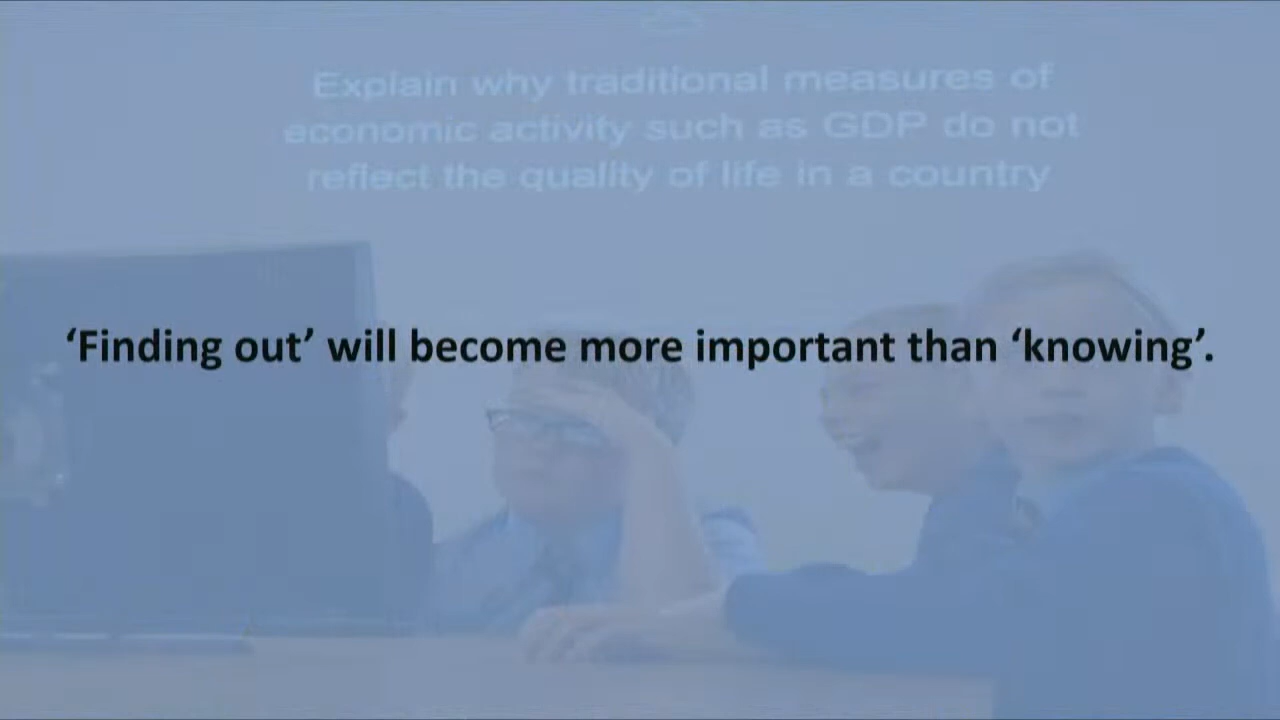 Explain why traditional measures of
economic activity such as GDP do not
reflect the quality of life in a country
‘Finding out’ will become more important than ‘knowing’.